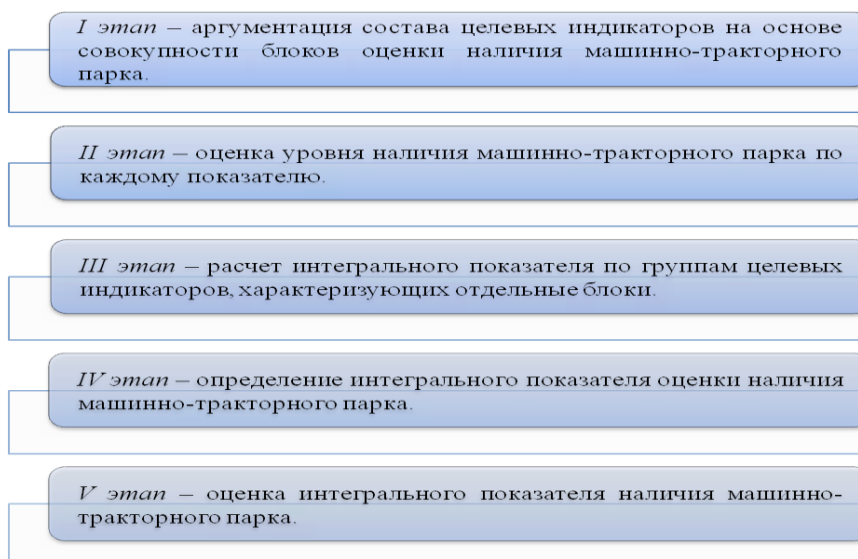 I этап – аргументация состава целевых индикаторов на основе
совокупности блоков оценки наличия машинно-тракторного
парка.
II этап – оценка уровня наличия машинно-тракторного парка по
каждому показателю.
III этап – расчет интегрального показателя по группам целевых
индикаторов, характеризующих отдельные блоки.
IV этап – определение интегрального показателя оценки наличия
машинно-тракторного парка.
V этап – оценка интегрального показателя наличия машинно-
тракторного парка.